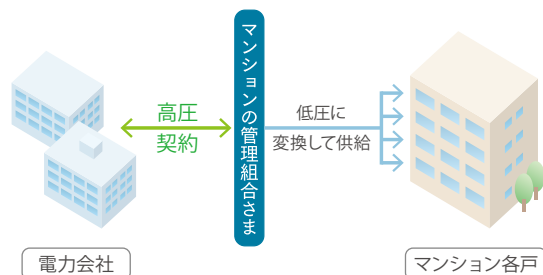 高圧
契約
マンションの管理組合さま
低圧に
変換して供給
電力会社
マンション各戸